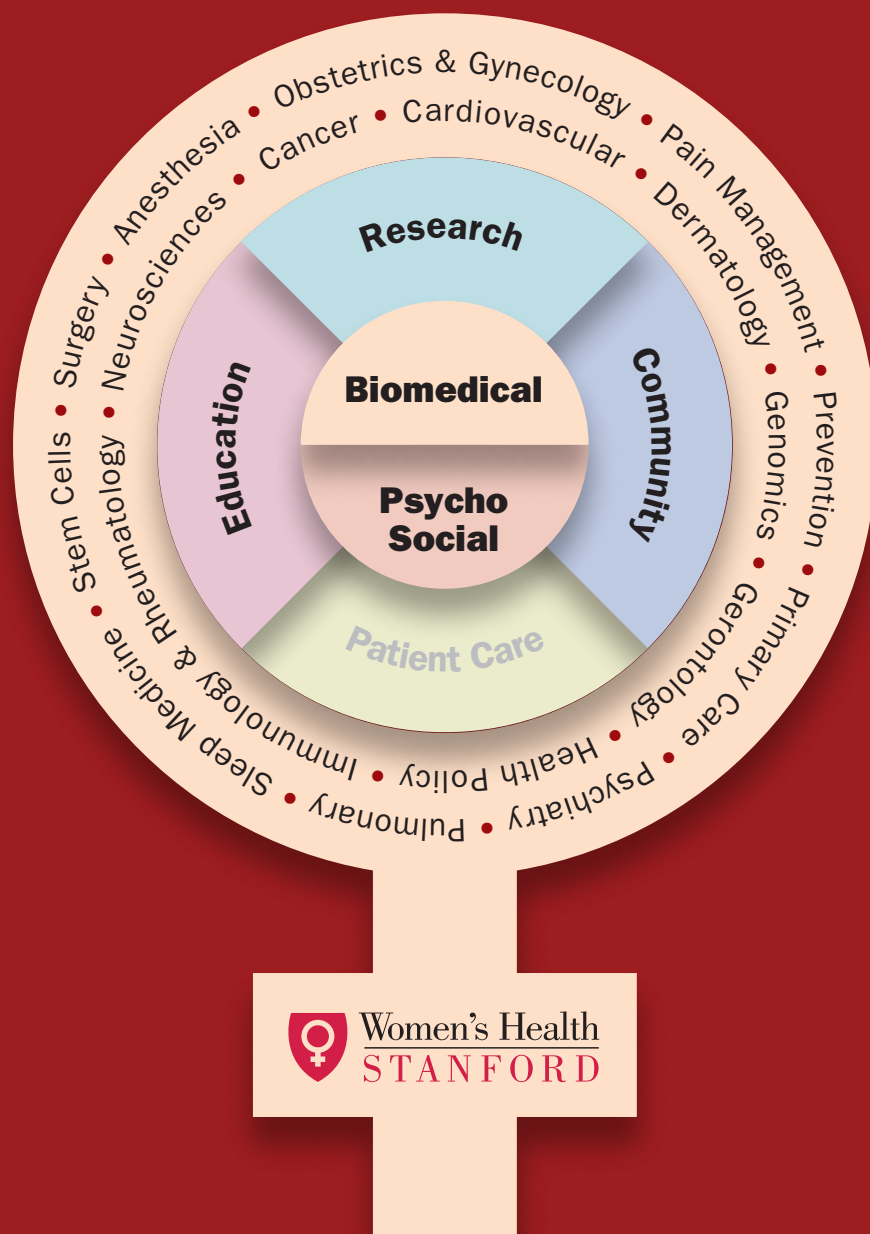 Obstetrics & Gynecology • Pain Management • Prevention • Primary Care • Psychiatry • Pulmonary • Sleep Medicine • Stem Cells • Surgery • Anesthesia •
Cancer • Cardiovascular • Dermatology • Genomics • Gerontology • Health Policy • Immunology & Rheumatology • Neurosciences •
Research
Community
Patient Care
Education
Biomedical
Psycho
Social
Women's Health
STANFORD